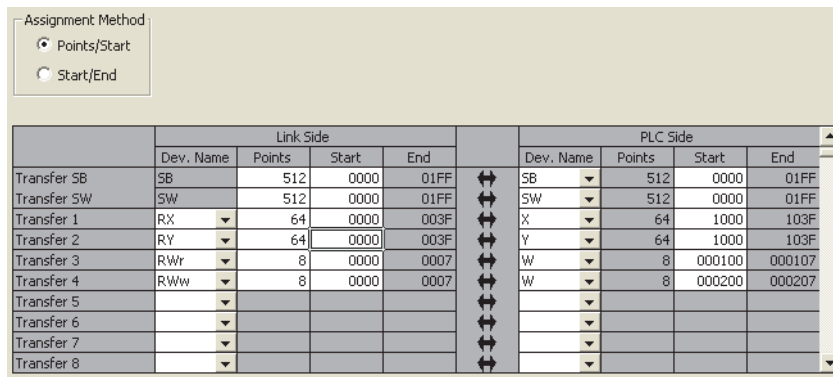 Assignment Method
Points/Start
Start/End
Link Side PLC Side
Dev. Name Points Start End Dev. Name Points Start End
Transfer SB SB 512 0000 01FF SB 512 0000 01FF
Transfer SW SW 512 0000 01FF SW 512 0000 01FF
Transfer 1 RX 64 0000 003F X 64 1000 103F
Transfer 2 RY 64 0000 003F Y 64 1000 103F
Transfer 3 RWr 8 0000 0007 W 8 000100 000107
Transfer 4 RWw 8 0000 0007 W 8 000200 000207
Transfer 5
Transfer 6
Transfer 7
Transfer 8